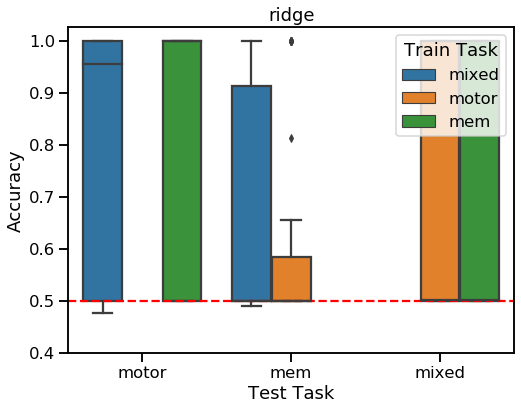 ridge
Train Task
mixed
motor
mem
Accuracy
1.0
0.9
0.8
0.7
0.6
0.5
0.4
motor mem mixed
Test Task